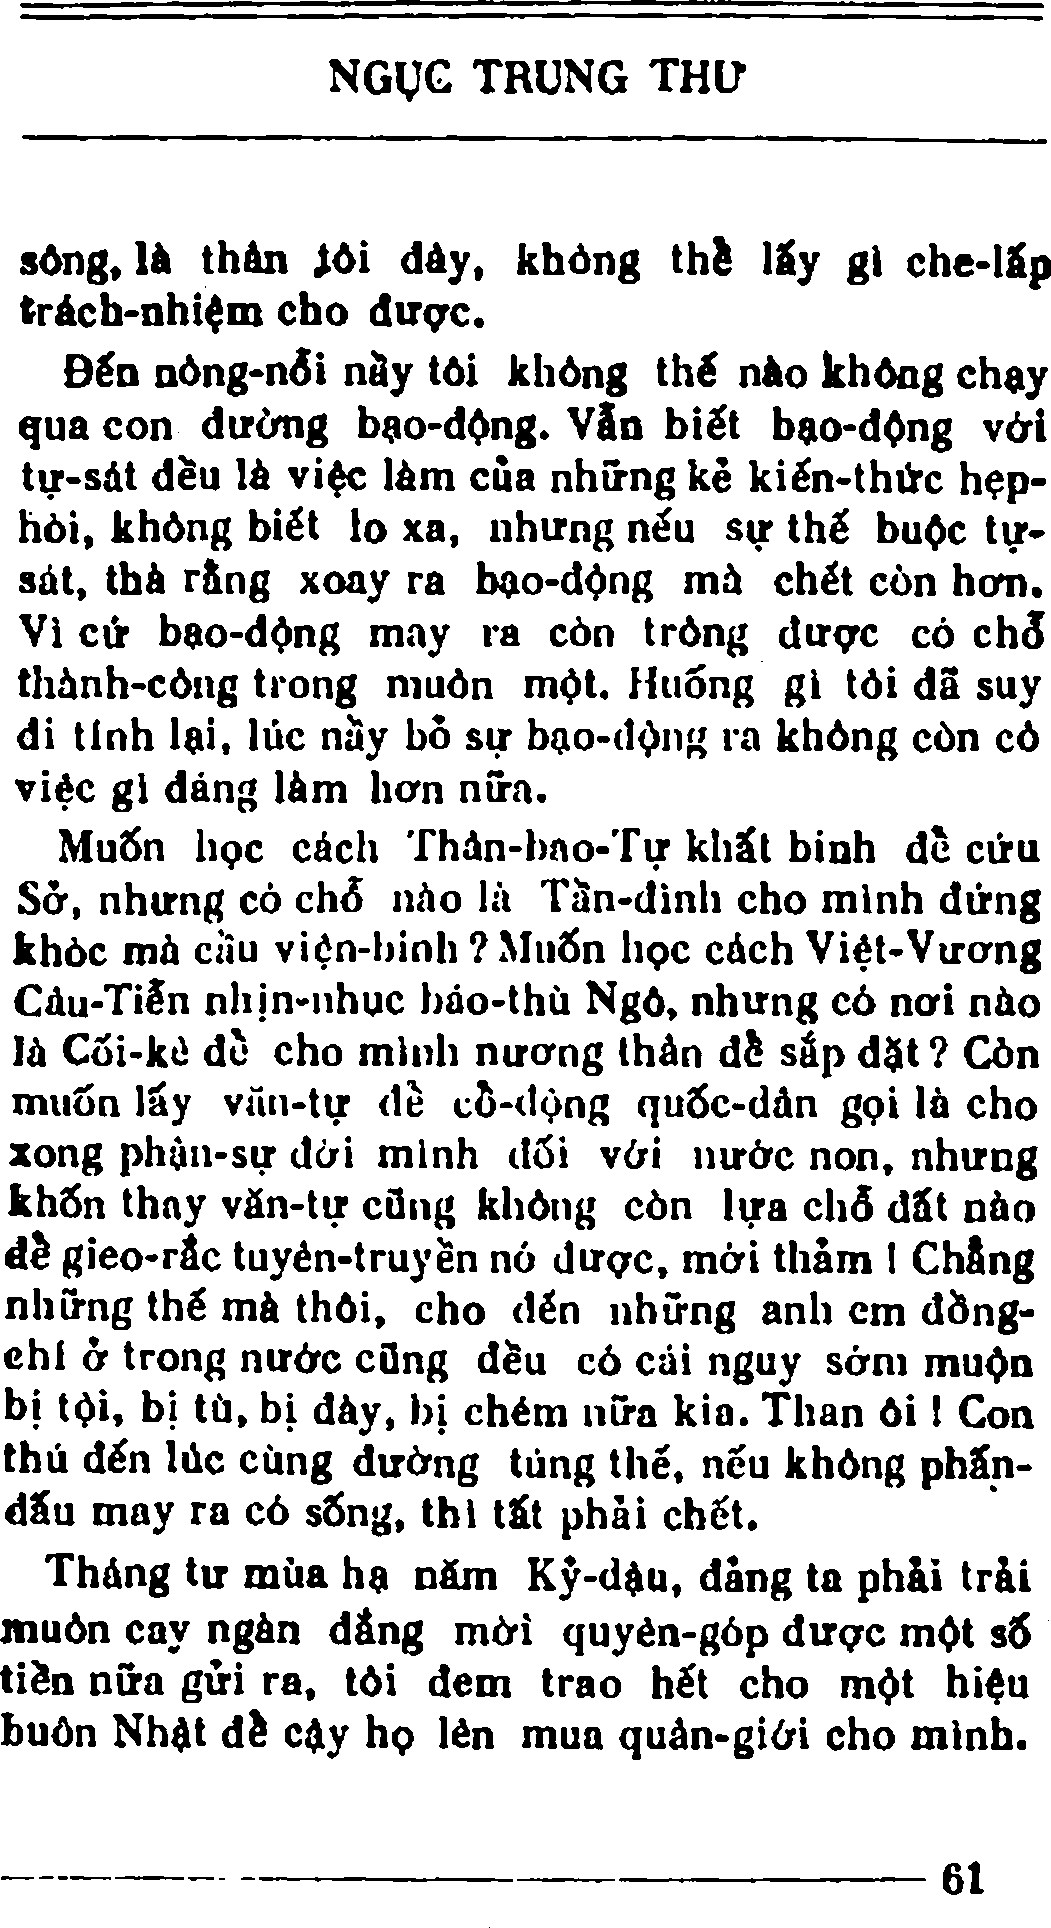 NGỤC TRUNG THƯ
sông, là thân tôi đây, không thể lấy gì che-lấp
trách-nhiệm cho được.
Đến nông-nỗi nầy tôi không thế nào không chạy
qua con đường bạo-động. Vẫn biết bạo-động với
tự-sát đều là việc làm của những kẻ kiến-thức hẹp-
hòi, không biết lo xa, nhưng nếu sự thế buộc tự-
sát, thà rằng xoay ra bạo-động mà chết còn hơn.
Vì cứ bạo-động may ra còn trông được có chỗ
thành-công trong muôn một. Huống gì tôi đã suy
đi tính lại, lúc nầy bỏ sự bạo-động ra không còn có
việc gì đáng làm hơn nữa.
Muốn học cách Thân-bao-Tự khất binh để cứu
Sở, nhưng có chỗ nào là Tần-đình cho mình đứng
khóc mà cầu viện-binh ? Muốn học cách Việt-Vương
Câu-Tiễn nhịn-nhục báo-thù Ngô, nhưng có nơi nào
là Cối-kê để cho mình nương thân để sắp đặt ? Còn
muốn lấy văn-tự để cổ-động quốc-dân gọi là cho
xong phận-sự đời mình đối với nước non, nhưng
khốn thay văn-tự cũng không còn lựa chỗ đất nào
để gieo-rắc tuyên-truyền nó được, mới thảm ! Chẳng
những thế mà thôi, cho đến những anh em đồng-
chí ở trong nước cũng đều có cái nguy sớm muộn
bị tội, bị tù, bị đày, bị chém nữa kia. Than ôi ! Con
thú đến lúc cùng đường túng thế, nếu không phấn-
đấu may ra có sống, thì tất phải chết.
Tháng tư mùa hạ năm Kỷ-dậu, đảng ta phải trải
muôn cay ngàn đắng mới quyên-góp được một số
tiền nữa gửi ra, tôi đem trao hết cho một hiệu
buôn Nhật để cậy họ lên mua quân-giới cho mình.
61